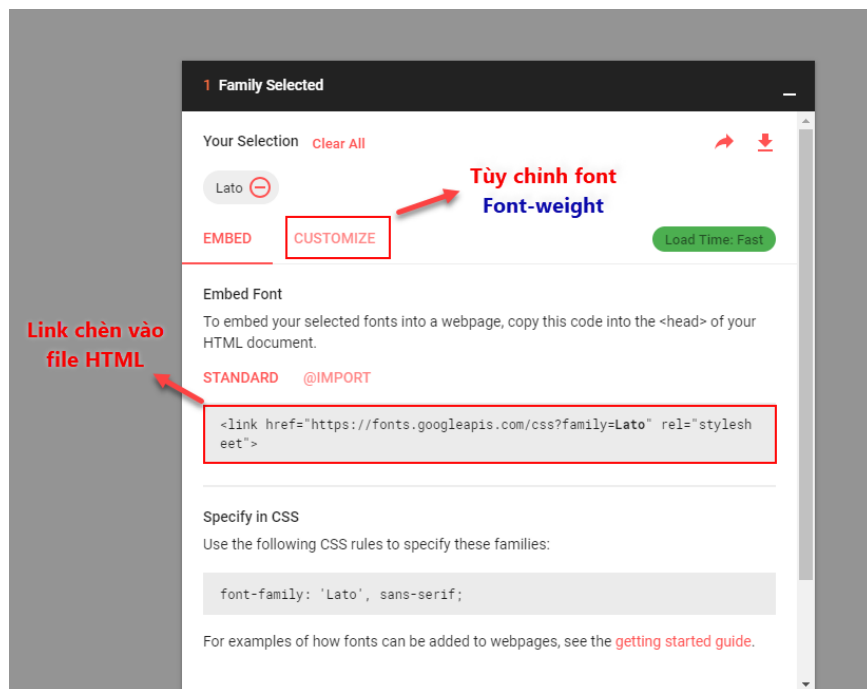 1 Family Selected
Your Selection Clear All
Lato
Tùy chỉnh font
Font-weight
EMBED CUSTOMIZE
Load Time: Fast
Embed Font
To embed your selected fonts into a webpage, copy this code into the <head> of your
HTML document.
Link chèn vào
file HTML
STANDARD @IMPORT
<link href="https://fonts.googleapis.com/css?family=Lato" rel="stylesh
eet">
Specify in CSS
Use the following CSS rules to specify these families:
font-family: 'Lato', sans-serif;
For examples of how fonts can be added to webpages, see the getting started guide.